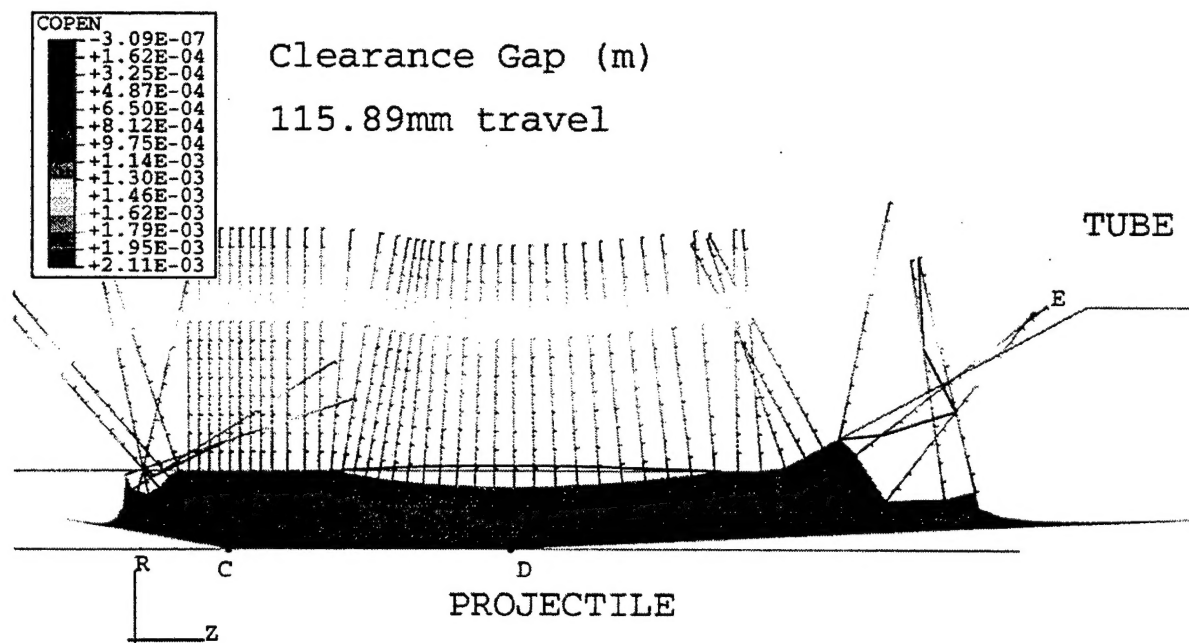 COPEN
-3.09E-07
+1.62E-04
+3.25E-04
+4.87E-04
+6.50E-04
+8.12E-04
+9.75E-04
+1.14E-03
+1.30E-03
+1.46E-03
+1.62E-03
+1.79E-03
+1.95E-03
+2.11E-03
Clearance Gap (m)
115.89mm travel
TUBE
E
R
C
D
PROJECTILE
Z